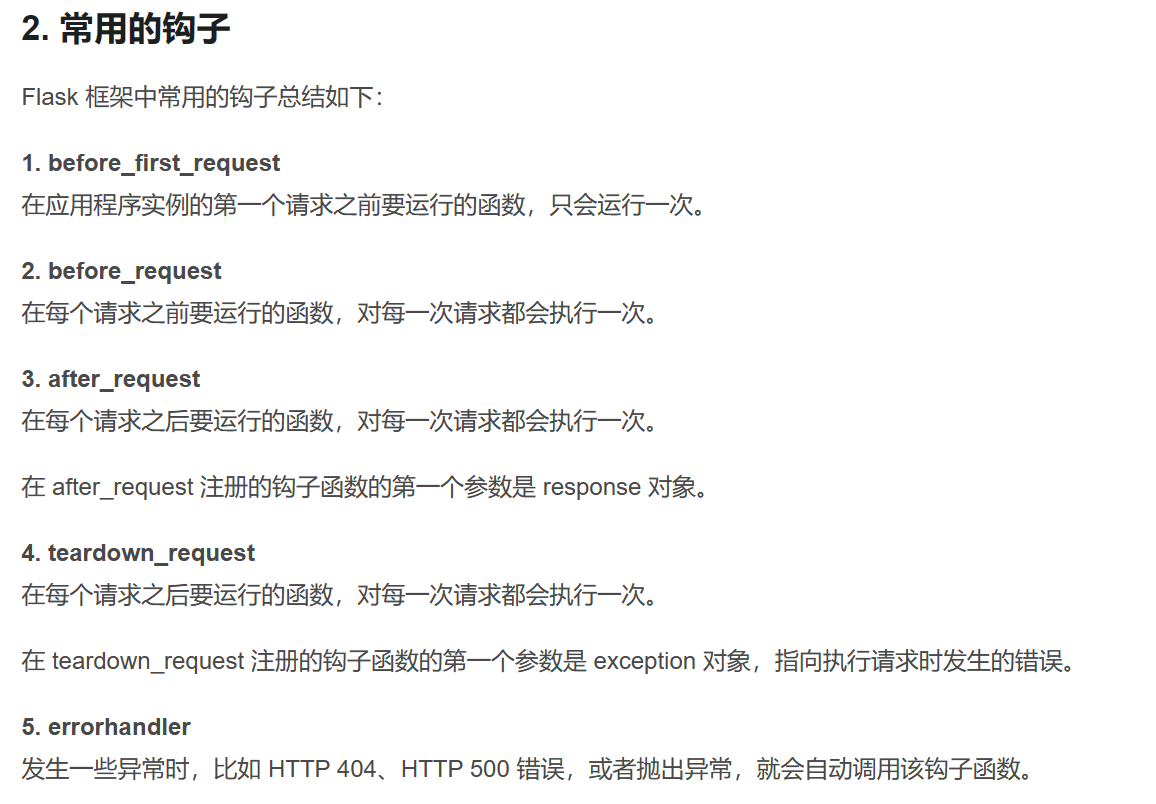 2. 常用的钩子
Flask 框架中常用的钩子总结如下：
1. before_first_request
在应用程序实例的第一个请求之前要运行的函数，只会运行一次。
2. before_request
在每个请求之前要运行的函数，对每一次请求都会执行一次。
3. after_request
在每个请求之后要运行的函数，对每一次请求都会执行一次。
在 after_request 注册的钩子函数的第一个参数是 response 对象。
4. teardown_request
在每个请求之后要运行的函数，对每一次请求都会执行一次。
在 teardown_request 注册的钩子函数的第一个参数是 exception 对象，指向执行请求时发生的错误。
5. errorhandler
发生一些异常时，比如 HTTP 404、HTTP 500 错误，或者抛出异常，就会自动调用该钩子函数。